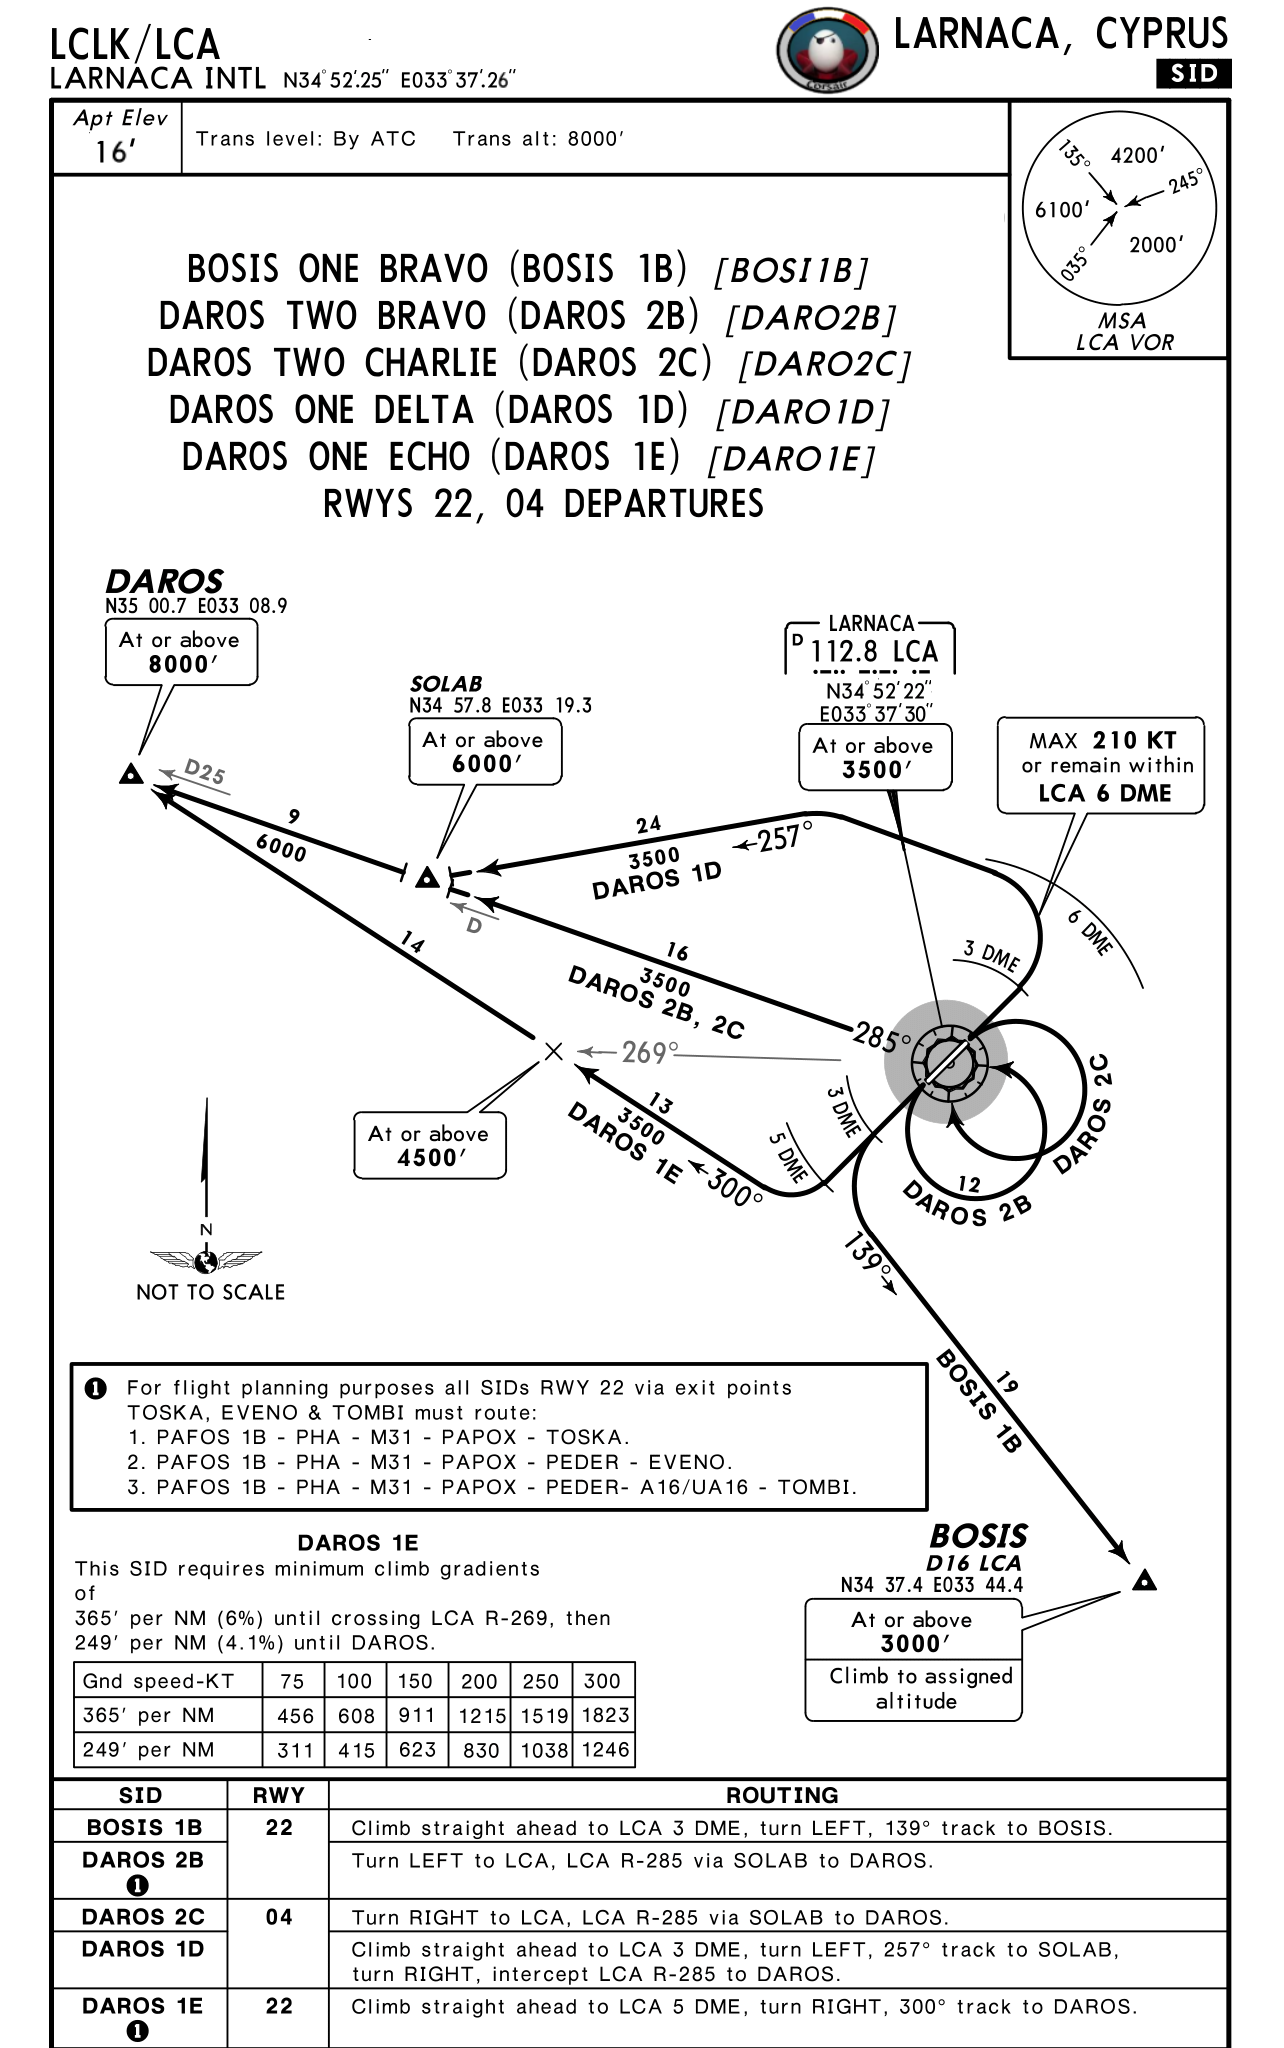 LCLK/LCA
LARNACA INTL N34°52'.25" E033°37'.26"
Corsair
LARNACA, CYPRUS
SID
Apt Elev
16'
Trans level: By ATC Trans alt: 8000'
135°
4200'
245°
6100'
2000'
035°
MSA
LCA VOR
BOSIS ONE BRAVO (BOSIS 1B) [BOSI1B]
DAROS TWO BRAVO (DAROS 2B) [DARO2B]
DAROS TWO CHARLIE (DAROS 2C) [DARO2C]
DAROS ONE DELTA (DAROS 1D) [DARO1D]
DAROS ONE ECHO (DAROS 1E) [DARO1E]
RWYS 22, 04 DEPARTURES
DAROS
N35 00.7 E033 08.9
At or above
8000'
SOLAB
N34 57.8 E033 19.3
At or above
6000'
LARNACA
D 112.8 LCA
N34°52'22"
E033°37'30"
At or above
3500'
MAX 210 KT
or remain within
LCA 6 DME
D25
9
6000
24
3500
←257°
DAROS 1D
D
16
3500
DAROS 2B, 2C
285°
6 DME
3 DME
14
←269°
13
3500
DAROS 1E
←300°
3 DME
5 DME
DAROS 2C
12
DAROS 2B
At or above
4500'
139°→
N
NOT TO SCALE
19
BOSIS 1B
1 For flight planning purposes all SIDs RWY 22 via exit points
TOSKA, EVENO & TOMBI must route:
1. PAFOS 1B - PHA - M31 - PAPOX - TOSKA.
2. PAFOS 1B - PHA - M31 - PAPOX - PEDER - EVENO.
3. PAFOS 1B - PHA - M31 - PAPOX - PEDER- A16/UA16 - TOMBI.
BOSIS
D16 LCA
N34 37.4 E033 44.4
At or above
3000'
Climb to assigned
altitude
DAROS 1E
This SID requires minimum climb gradients
of
365' per NM (6%) until crossing LCA R-269, then
249' per NM (4.1%) until DAROS.
Gnd speed-KT 75 100 150 200 250 300
365' per NM 456 608 911 1215 1519 1823
249' per NM 311 415 623 830 1038 1246
SID RWY ROUTING
BOSIS 1B 22 Climb straight ahead to LCA 3 DME, turn LEFT, 139° track to BOSIS.
DAROS 2B Turn LEFT to LCA, LCA R-285 via SOLAB to DAROS.
1
DAROS 2C 04 Turn RIGHT to LCA, LCA R-285 via SOLAB to DAROS.
DAROS 1D Climb straight ahead to LCA 3 DME, turn LEFT, 257° track to SOLAB,
turn RIGHT, intercept LCA R-285 to DAROS.
DAROS 1E 22 Climb straight ahead to LCA 5 DME, turn RIGHT, 300° track to DAROS.
1